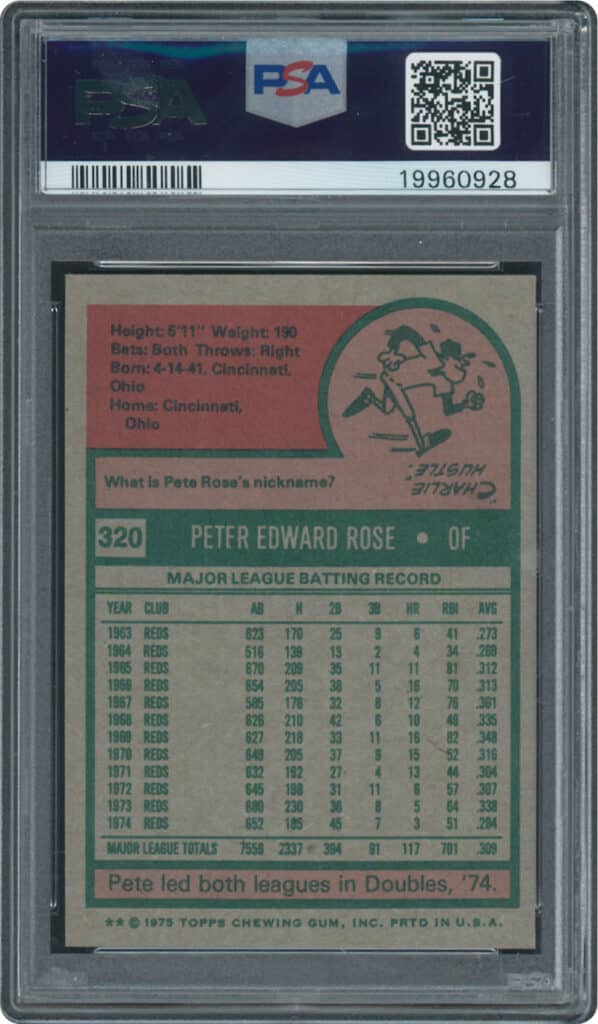 PSA
PSA
19960928
Height: 5'11" Weight: 190
Bats: Both Throws: Right
Born: 4-14-41, Cincinnati,
Ohio
Home: Cincinnati,
Ohio
"CHARLIE
HUSTLE."
What is Pete Rose's nickname?
320 PETER EDWARD ROSE • OF
MAJOR LEAGUE BATTING RECORD
YEAR CLUB AB H 2B 3B HR RBI AVG
1963 REDS 623 170 25 9 6 41 .273
1964 REDS 516 139 13 2 4 34 .269
1965 REDS 670 209 35 11 11 81 .312
1966 REDS 654 205 38 5 16 70 .313
1967 REDS 585 176 32 8 12 76 .301
1968 REDS 626 210 42 6 10 49 .335
1969 REDS 627 218 33 11 16 82 .348
1970 REDS 649 205 37 9 15 52 .316
1971 REDS 632 192 27 4 13 44 .304
1972 REDS 645 198 31 11 6 57 .307
1973 REDS 680 230 36 8 5 64 .338
1974 REDS 652 185 45 7 3 51 .284
MAJOR LEAGUE TOTALS 7559 2337 394 91 117 701 .309
Pete led both leagues in Doubles, '74.
** © 1975 TOPPS CHEWING GUM, INC. PRTD IN U.S.A.